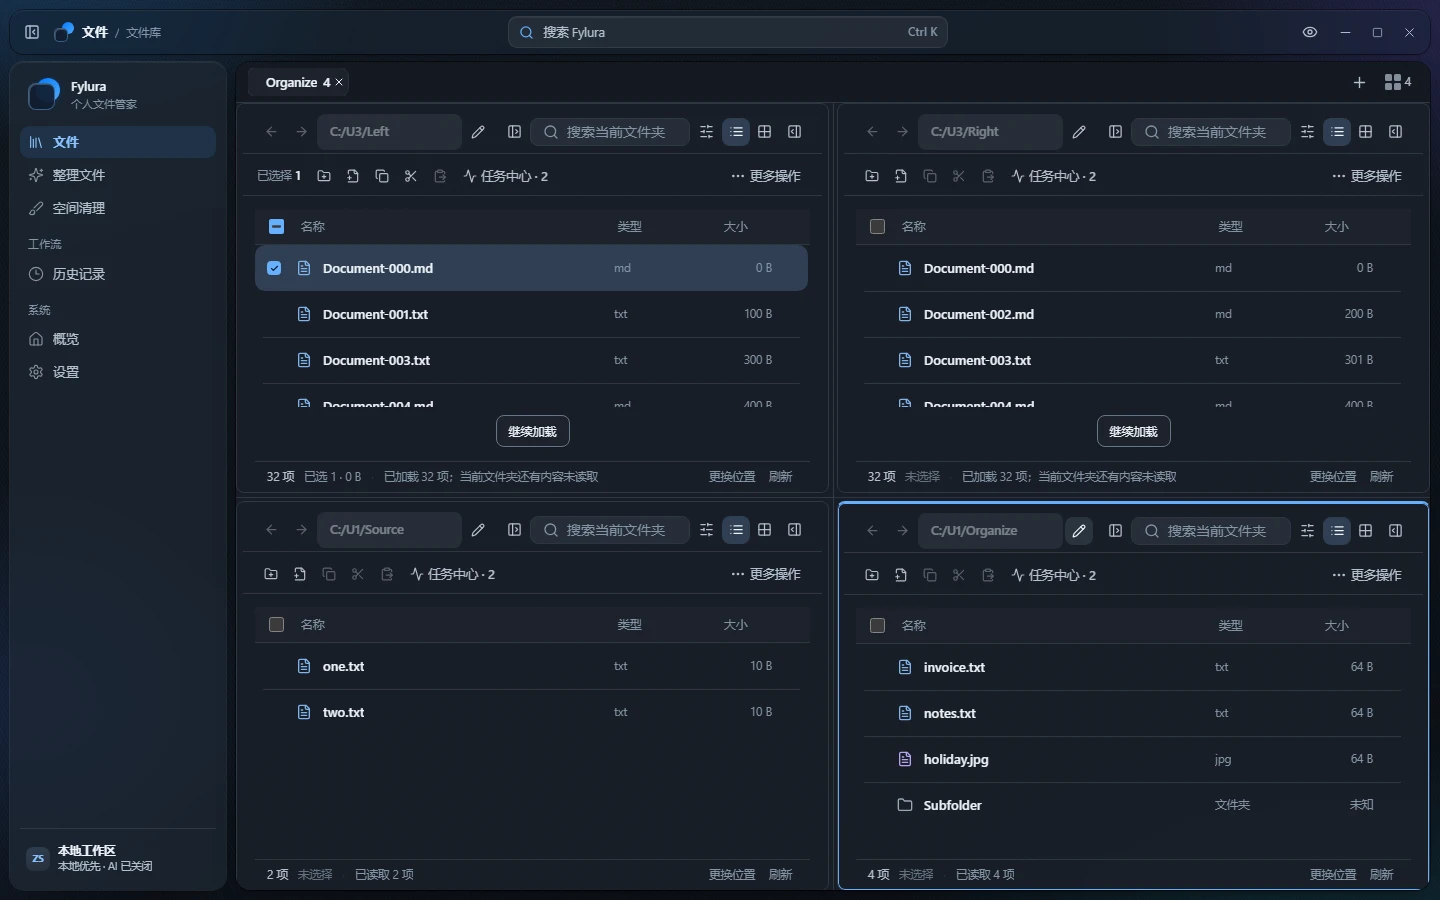 文件 / 文件库
搜索 Fylura
Ctrl K
Fylura
个人文件管家
文件
整理文件
空间清理
工作流
历史记录
系统
概览
设置
ZS
本地工作区
本地优先 · AI 已关闭
Organize 4 ×
4
C:/U3/Left
搜索当前文件夹
已选择 1
任务中心 · 2
更多操作
名称 类型 大小
Document-000.md md 0 B
Document-001.txt txt 100 B
Document-003.txt txt 300 B
Document-004.md md 400 B
继续加载
32 项 已选 1 · 0 B · 已加载 32 项；当前文件夹还有内容未读取 更换位置 刷新
C:/U3/Right
搜索当前文件夹
任务中心 · 2
更多操作
名称 类型 大小
Document-000.md md 0 B
Document-002.md md 200 B
Document-003.txt txt 301 B
Document-004.md md 400 B
继续加载
32 项 未选择 · 已加载 32 项；当前文件夹还有内容未读取 更换位置 刷新
C:/U1/Source
搜索当前文件夹
任务中心 · 2
更多操作
名称 类型 大小
one.txt txt 10 B
two.txt txt 10 B
2 项 未选择 · 已读取 2 项 更换位置 刷新
C:/U1/Organize
搜索当前文件夹
任务中心 · 2
更多操作
名称 类型 大小
invoice.txt txt 64 B
notes.txt txt 64 B
holiday.jpg jpg 64 B
Subfolder 文件夹 未知
4 项 未选择 · 已读取 4 项 更换位置 刷新